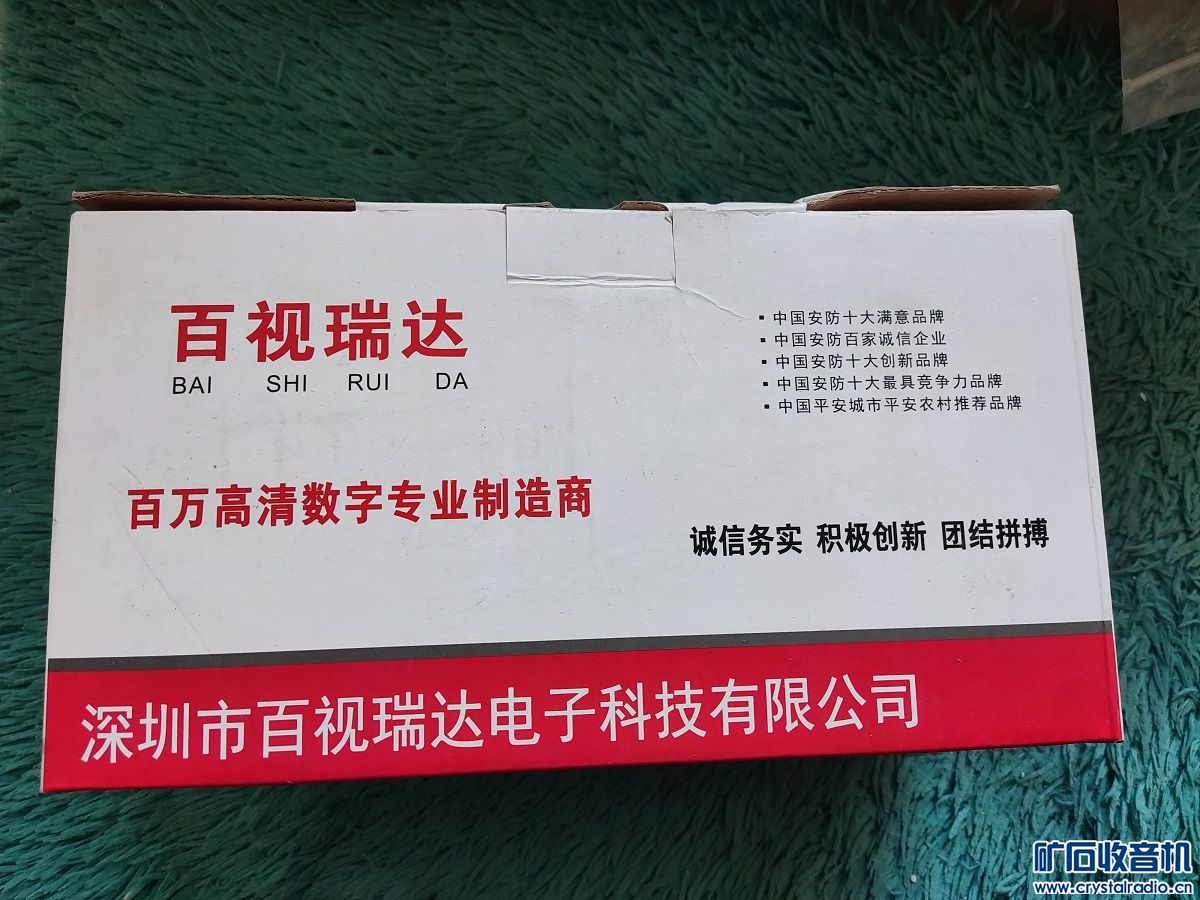 百视瑞达
BAI SHI RUI DA
▪ 中国安防十大满意品牌
▪ 中国安防百家诚信企业
▪ 中国安防十大创新品牌
▪ 中国安防十大最具竞争力品牌
▪ 中国平安城市平安农村推荐品牌
百万高清数字专业制造商
诚信务实 积极创新 团结拼搏
深圳市百视瑞达电子科技有限公司
矿石收音机
www.crystalradio.cn